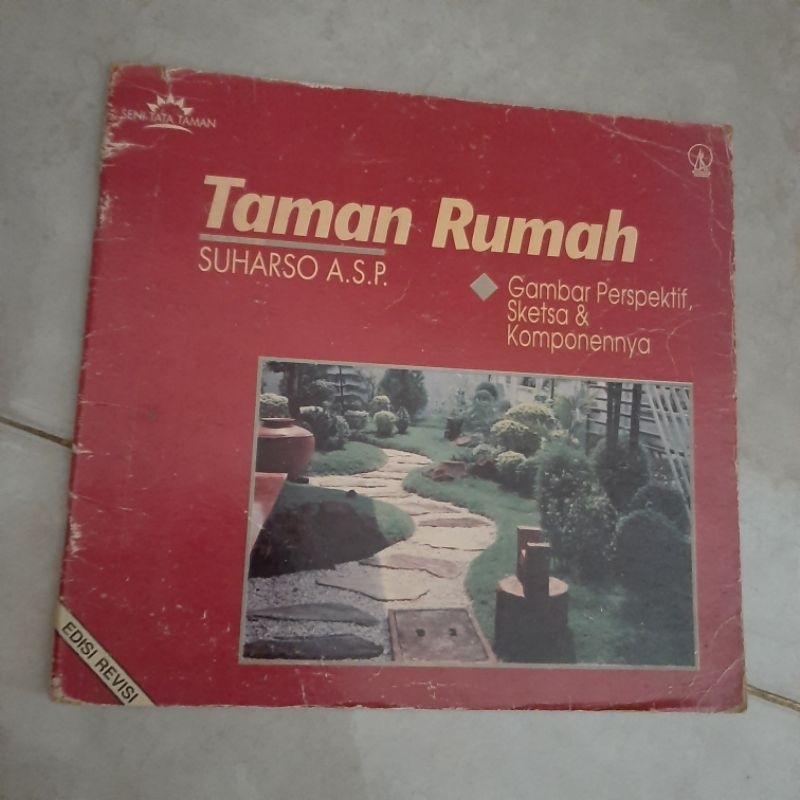 SENI TATA TAMAN
Taman Rumah
SUHARSO A.S.P.
Gambar Perspektif,
Sketsa &
Komponennya
EDISI REVISI